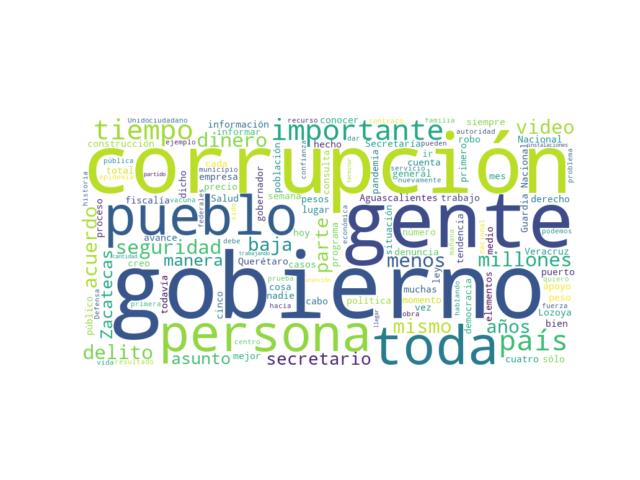 Unidociudadano información conocer contrato familia siempre
tiempo informar importante recurso dar autoridad video
construcción dinero hecho Secretaría pueden robo Nacional
ejemplo instalaciones
corrupción
pública cada población confianza consulta pandemia ir cuenta primero problema
total servicio
epidemia partido municipio general nuevamente mes
historia vacuna dicho Salud semana Aguascalientes trabajo Guardia Nacional derecho
fiscalía precio pesos
proceso federales gobernador lugar
pueblo gente
acuerdo avance hoy parte programa económica situación número tendencia medio mañana podemos
seguridad debe baja denuncia Veracruz
cantidad trabajando Querétaro casos menos ley millones
Zacatecas manera cosa prueba muchas puerto quiero
todavía nadie hacia política momento hablando democracia elementos apoyo
público Defensa cinco cabo vez peso
gobierno
primera obra fuerza Lozoya
persona mismo años bien
delito centro llegar toda país
asunto mejor secretario cuatro sólo
vida resultado